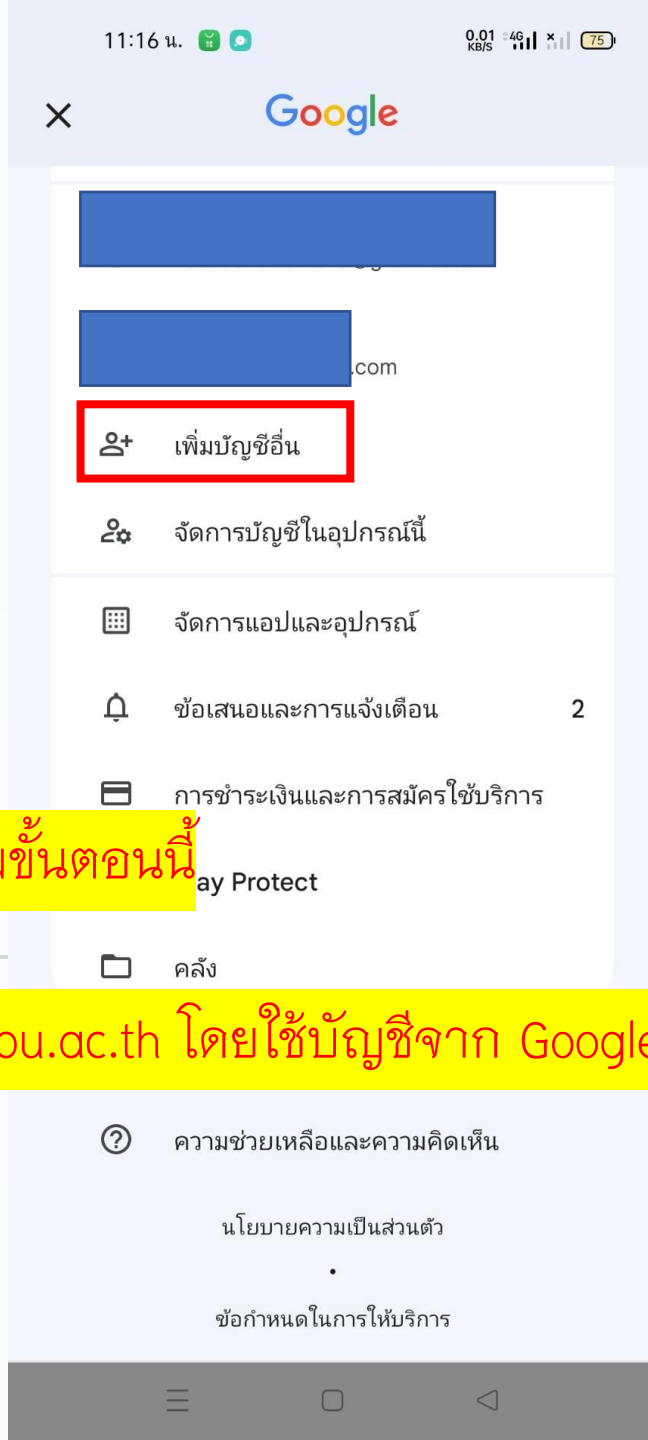 11:16 น.
0.01 KB/S 4G 75
Google
.com
เพิ่มบัญชีอื่น
จัดการบัญชีในอุปกรณ์นี้
จัดการแอปและอุปกรณ์
ข้อเสนอและการแจ้งเตือน 2
การชำระเงินและการสมัครใช้บริการ
ขั้นตอนนี้
ay Protect
คลัง
u.ac.th โดยใช้บัญชีจาก Google
ความช่วยเหลือและความคิดเห็น
นโยบายความเป็นส่วนตัว
•
ข้อกำหนดในการให้บริการ